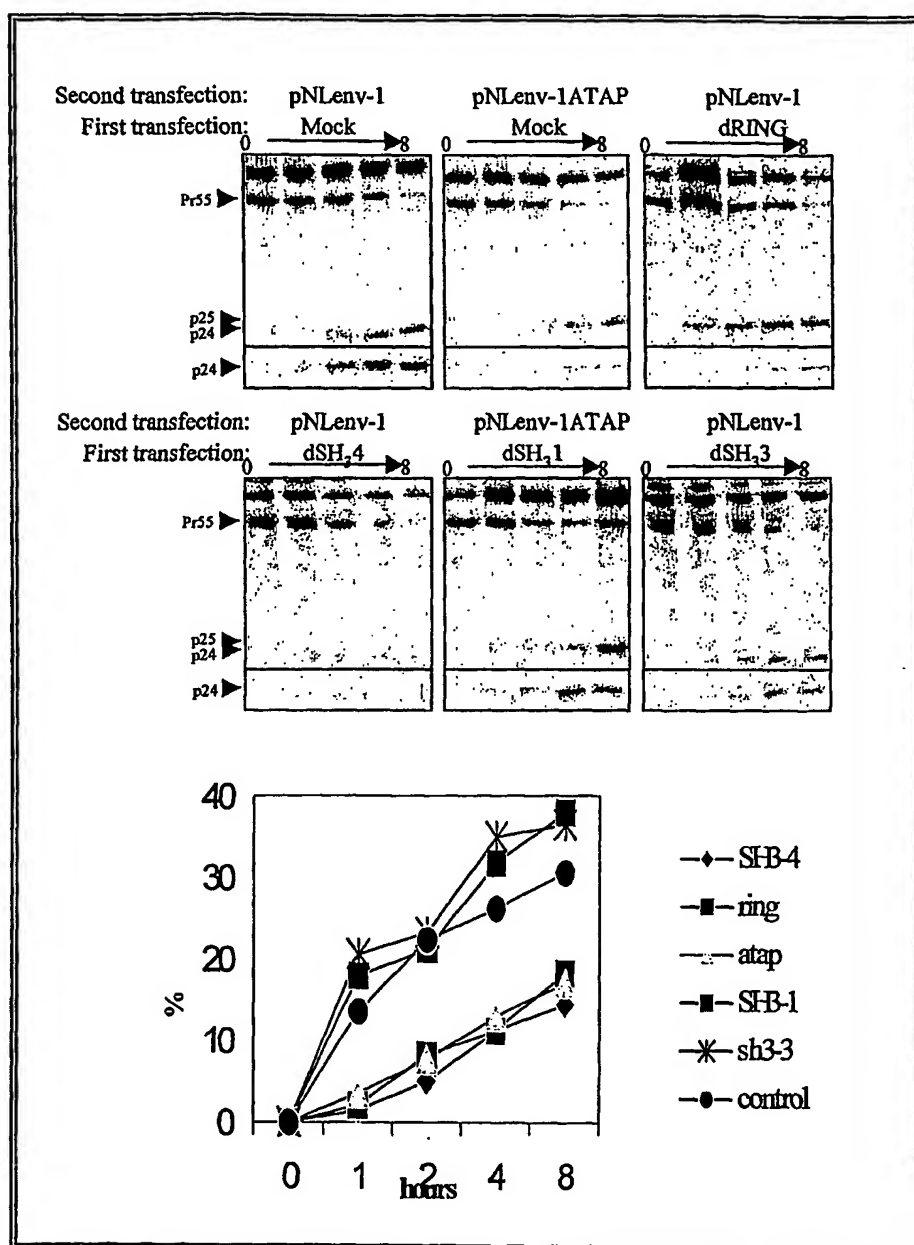 Second transfection: pNLenv-1 pNLenv-1ATAP pNLenv-1
First transfection: Mock Mock dRING
0 8 0 8 0 8
Pr55
p25
p24
p24
Second transfection: pNLenv-1 pNLenv-1ATAP pNLenv-1
First transfection: dSH₃4 dSH₃1 dSH₃3
0 8 0 8 0 8
Pr55
p25
p24
p24
40
30
20
10
0
%
0 1 2 4 8
hours
SH3-4
ring
atap
SH3-1
sh3-3
control